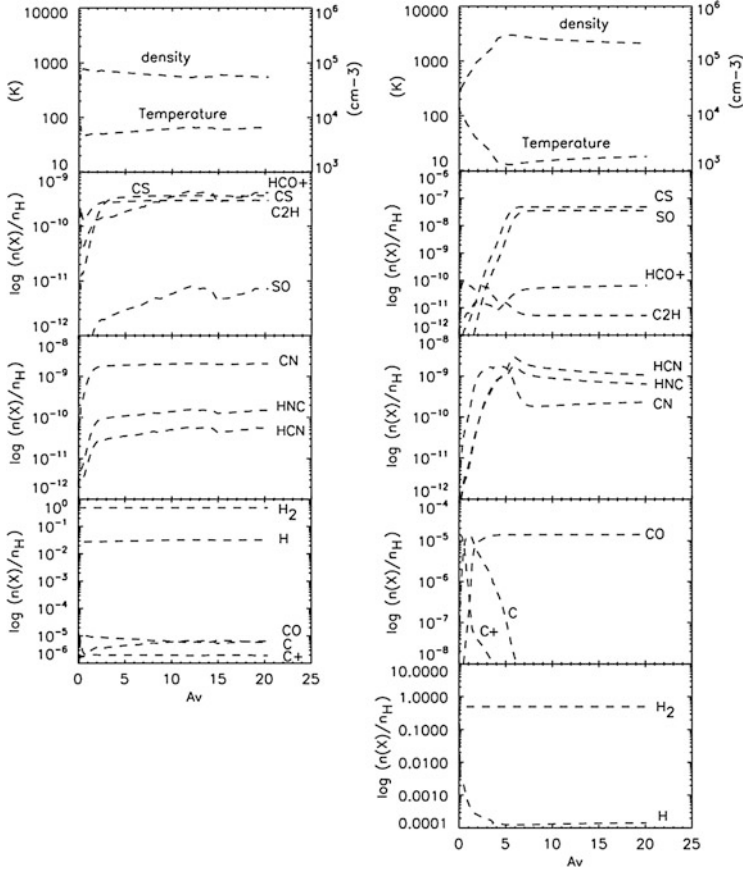 10000
1000
100
10
(K)
density
Temperature
10^6
10^5
10^4
10^3
(cm-3)
10^-9
10^-10
10^-11
10^-12
log (n(X)/n_H)
CS
HCO+
CS
C2H
SO
10^-8
10^-9
10^-10
10^-11
10^-12
log (n(X)/n_H)
CN
HNC
HCN
10^0
10^-1
10^-2
10^-3
10^-4
10^-5
10^-6
log (n(X)/n_H)
H_2
H
CO
C
C+
0 5 10 15 20 25
Av
10000
1000
100
10
(K)
density
Temperature
10^6
10^5
10^4
10^3
(cm-3)
10^-6
10^-7
10^-8
10^-9
10^-10
10^-11
10^-12
log (n(X)/n_H)
CS
SO
HCO+
C2H
10^-8
10^-9
10^-10
10^-11
10^-12
log (n(X)/n_H)
HCN
HNC
CN
10^-4
10^-5
10^-6
10^-7
10^-8
log (n(X)/n_H)
CO
C
C+
10.0000
1.0000
0.1000
0.0100
0.0010
0.0001
log (n(X)/n_H)
H_2
H
0 5 10 15 20 25
Av